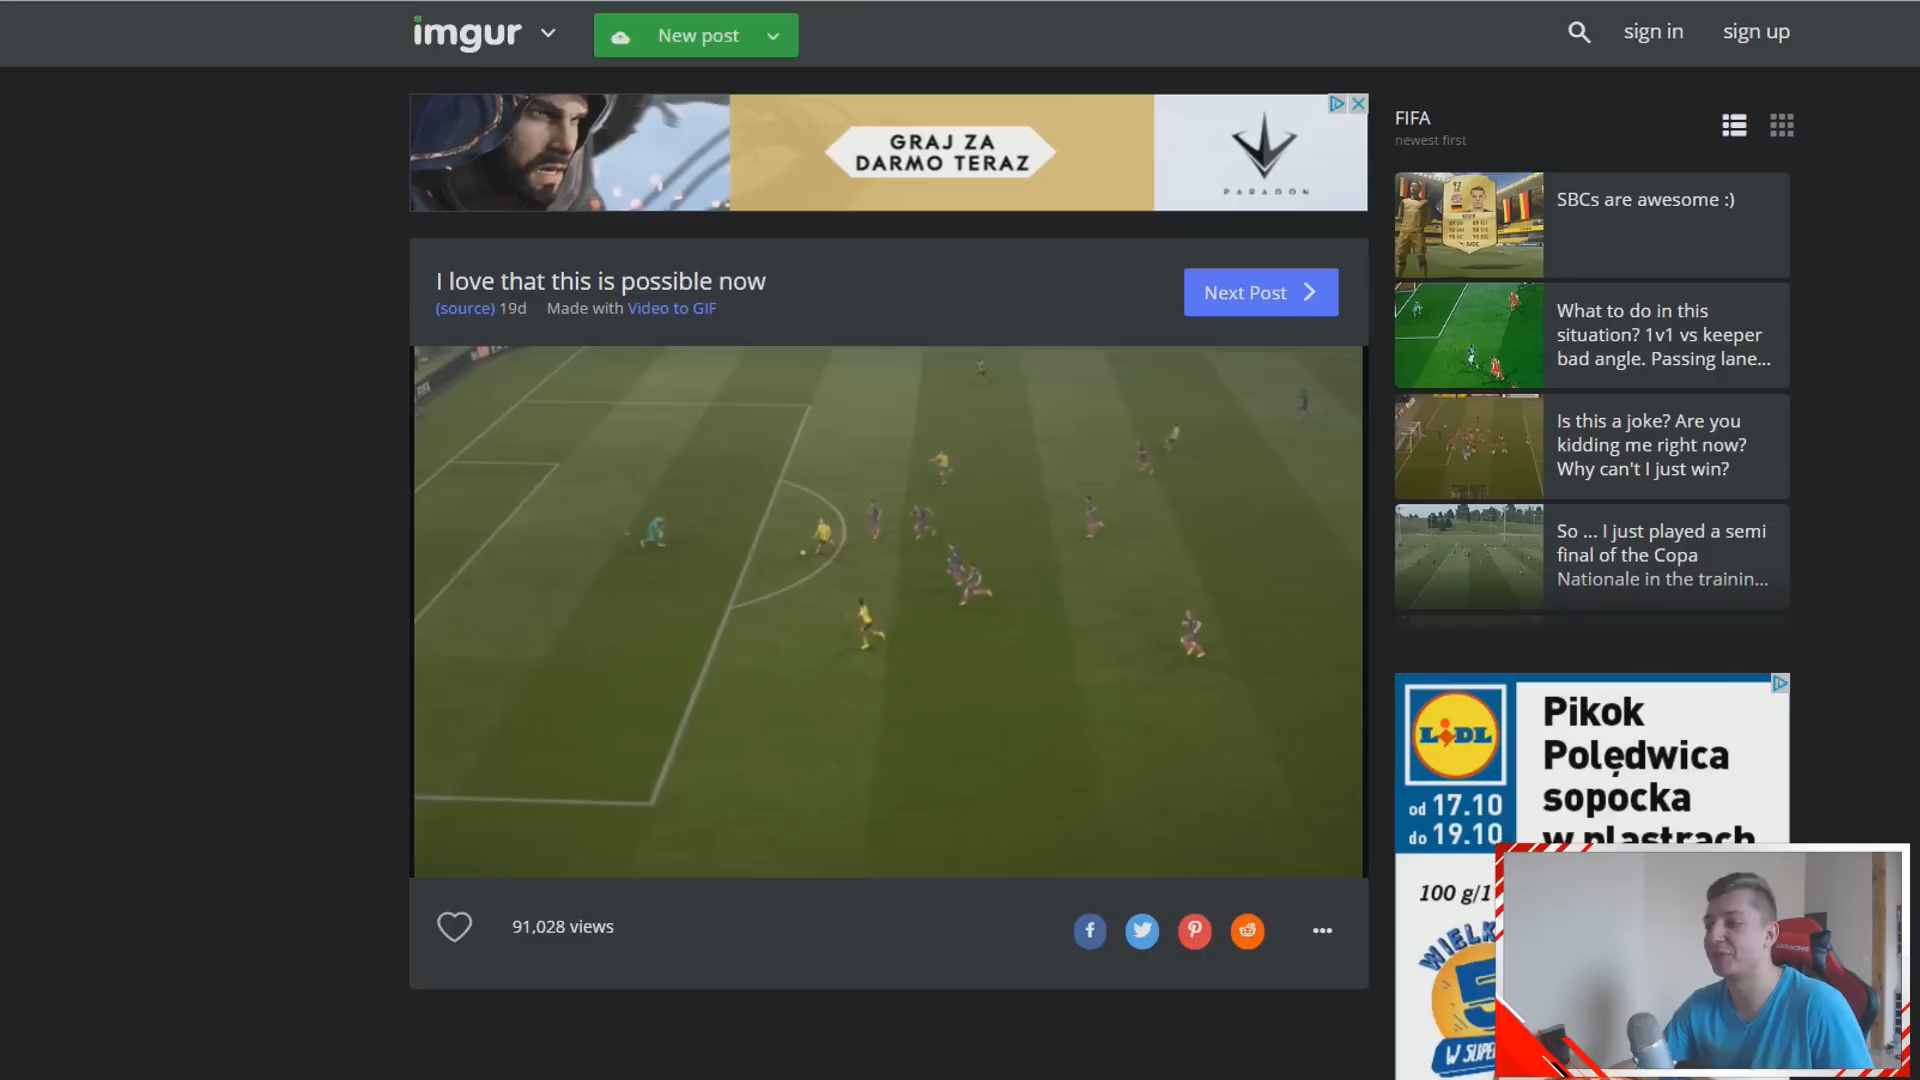 imgur
New post
sign in
sign up
GRAJ ZA
DARMO TERAZ
PARAGON
FIFA
newest first
SBCs are awesome :)
What to do in this
situation? 1v1 vs keeper
bad angle. Passing lane...
Is this a joke? Are you
kidding me right now?
Why can't I just win?
So ... I just played a semi
final of the Copa
Nationale in the trainin...
I love that this is possible now
(source) 19d Made with Video to GIF
Next Post
91,028 views
LIDL
od 17.10
do 19.10
Pikok
Polędwica
sopocka
w plastrach
100 g/1
WIELK
5
W SUPE